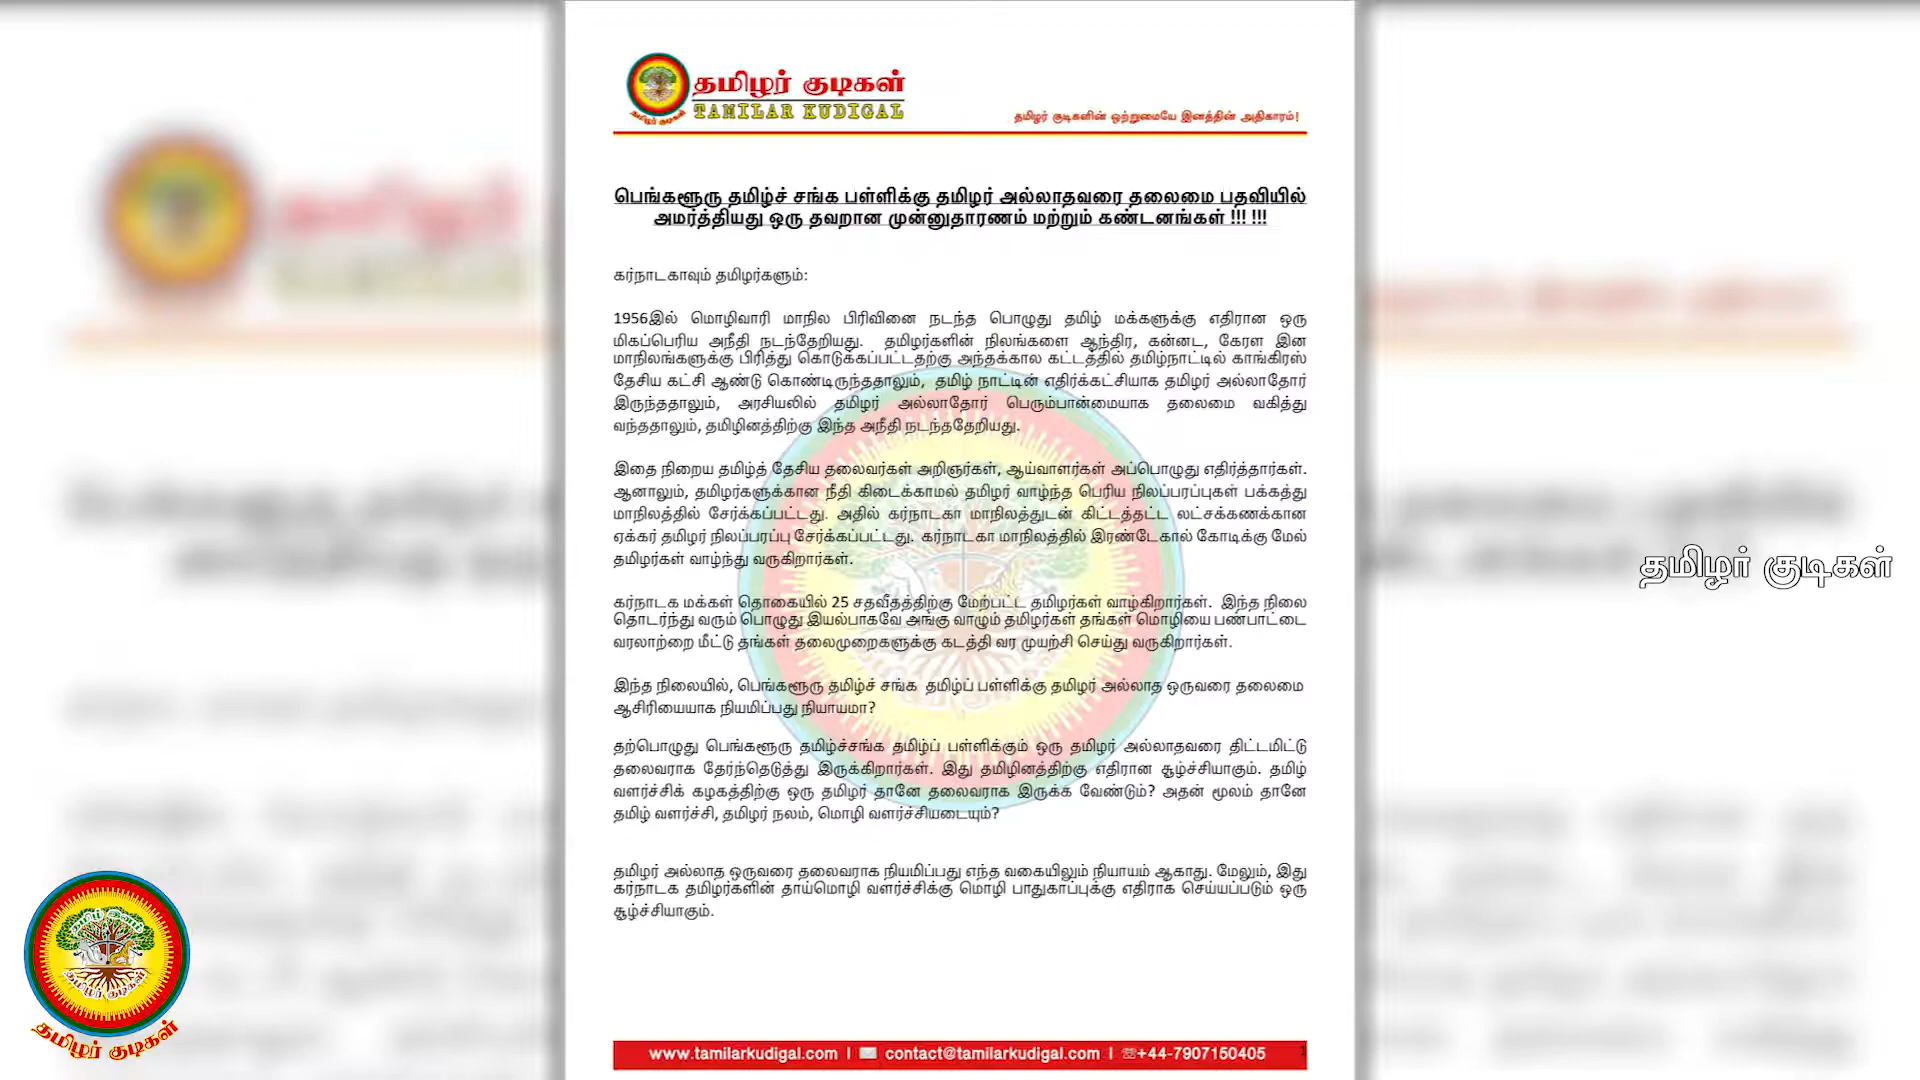 தமிழர் குடிகள்
TAMILAR KUDIGAL
தமிழர் குடிகள்
தமிழர் குடிகளின் ஒற்றுமையே இனத்தின் அதிகாரம்!
பெங்களூரு தமிழ்ச் சங்க பள்ளிக்கு தமிழர் அல்லாதவரை தலைமை பதவியில்
அமர்த்தியது ஒரு தவறான முன்னுதாரணம் மற்றும் கண்டனங்கள் !!! !!!
கர்நாடகாவும் தமிழர்களும்:
1956இல் மொழிவாரி மாநில பிரிவினை நடந்த பொழுது தமிழ் மக்களுக்கு எதிரான ஒரு
மிகப்பெரிய அநீதி நடந்தேறியது. தமிழர்களின் நிலங்களை ஆந்திர, கன்னட, கேரள இன
மாநிலங்களுக்கு பிரித்து கொடுக்கப்பட்டதற்கு அந்தக்கால கட்டத்தில் தமிழ்நாட்டில் காங்கிரஸ்
தேசிய கட்சி ஆண்டு கொண்டிருந்ததாலும், தமிழ் நாட்டின் எதிர்க்கட்சியாக தமிழர் அல்லாதோர்
இருந்ததாலும், அரசியலில் தமிழர் அல்லாதோர் பெரும்பான்மையாக தலைமை வகித்து
வந்ததாலும், தமிழினத்திற்கு இந்த அநீதி நடந்ததேறியது.
இதை நிறைய தமிழ்த் தேசிய தலைவர்கள் அறிஞர்கள், ஆய்வாளர்கள் அப்பொழுது எதிர்த்தார்கள்.
ஆனாலும், தமிழர்களுக்கான நீதி கிடைக்காமல் தமிழர் வாழ்ந்த பெரிய நிலப்பரப்புகள் பக்கத்து
மாநிலத்தில் சேர்க்கப்பட்டது. அதில் கர்நாடகா மாநிலத்துடன் கிட்டத்தட்ட லட்சக்கணக்கான
ஏக்கர் தமிழர் நிலப்பரப்பு சேர்க்கப்பட்டது. கர்நாடகா மாநிலத்தில் இரண்டேகால் கோடிக்கு மேல்
தமிழர்கள் வாழ்ந்து வருகிறார்கள்.
கர்நாடக மக்கள் தொகையில் 25 சதவீதத்திற்கு மேற்பட்ட தமிழர்கள் வாழ்கிறார்கள். இந்த நிலை
தொடர்ந்து வரும் பொழுது இயல்பாகவே அங்கு வாழும் தமிழர்கள் தங்கள் மொழியை பண்பாட்டை
வரலாற்றை மீட்டு தங்கள் தலைமுறைகளுக்கு கடத்தி வர முயற்சி செய்து வருகிறார்கள்.
இந்த நிலையில், பெங்களூரு தமிழ்ச் சங்க தமிழ்ப் பள்ளிக்கு தமிழர் அல்லாத ஒருவரை தலைமை
ஆசிரியையாக நியமிப்பது நியாயமா?
தற்பொழுது பெங்களூரு தமிழ்ச்சங்க தமிழ்ப் பள்ளிக்கும் ஒரு தமிழர் அல்லாதவரை திட்டமிட்டு
தலைவராக தேர்ந்தெடுத்து இருக்கிறார்கள். இது தமிழினத்திற்கு எதிரான சூழ்ச்சியாகும். தமிழ்
வளர்ச்சிக் கழகத்திற்கு ஒரு தமிழர் தானே தலைவராக இருக்க வேண்டும்? அதன் மூலம் தானே
தமிழ் வளர்ச்சி, தமிழர் நலம், மொழி வளர்ச்சியடையும்?
தமிழர் அல்லாத ஒருவரை தலைவராக நியமிப்பது எந்த வகையிலும் நியாயம் ஆகாது. மேலும், இது
கர்நாடக தமிழர்களின் தாய்மொழி வளர்ச்சிக்கு மொழி பாதுகாப்புக்கு எதிராக செய்யப்படும் ஒரு
சூழ்ச்சியாகும்.
www.tamilarkudigal.com | contact@tamilarkudigal.com | ☏+44-7907150405 1
தமிழர் குடிகள்
தமிழ் இனம்
தமிழர் குடிகள்
தமிழர் குடிகள்